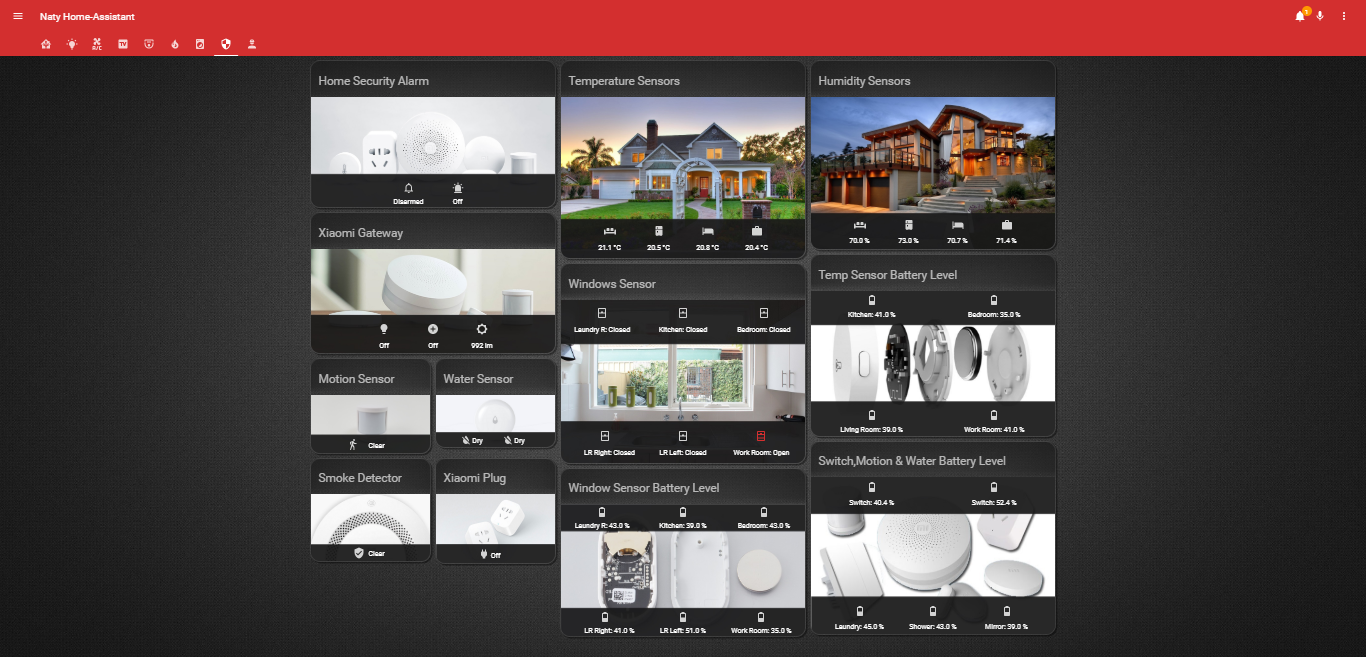 Naty Home-Assistant
1
A/C
TV
Home Security Alarm
Disarmed Off
Xiaomi Gateway
Off Off 992 lm
Motion Sensor
Clear
Water Sensor
Dry Dry
Smoke Detector
Clear
Xiaomi Plug
Off
Temperature Sensors
21.1 °C 20.5 °C 20.8 °C 20.4 °C
Windows Sensor
Laundry R: Closed Kitchen: Closed Bedroom: Closed
LR Right: Closed LR Left: Closed Work Room: Open
Window Sensor Battery Level
Laundry R: 43.0 % Kitchen: 39.0 % Bedroom: 43.0 %
LR Right: 41.0 % LR Left: 51.0 % Work Room: 35.0 %
Humidity Sensors
70.0 % 73.0 % 70.7 % 71.4 %
Temp Sensor Battery Level
Kitchen: 41.0 % Bedroom: 35.0 %
Living Room: 39.0 % Work Room: 41.0 %
Switch,Motion & Water Battery Level
Switch: 40.4 % Switch: 52.4 %
Laundry: 45.0 % Shower: 43.0 % Mirror: 39.0 %